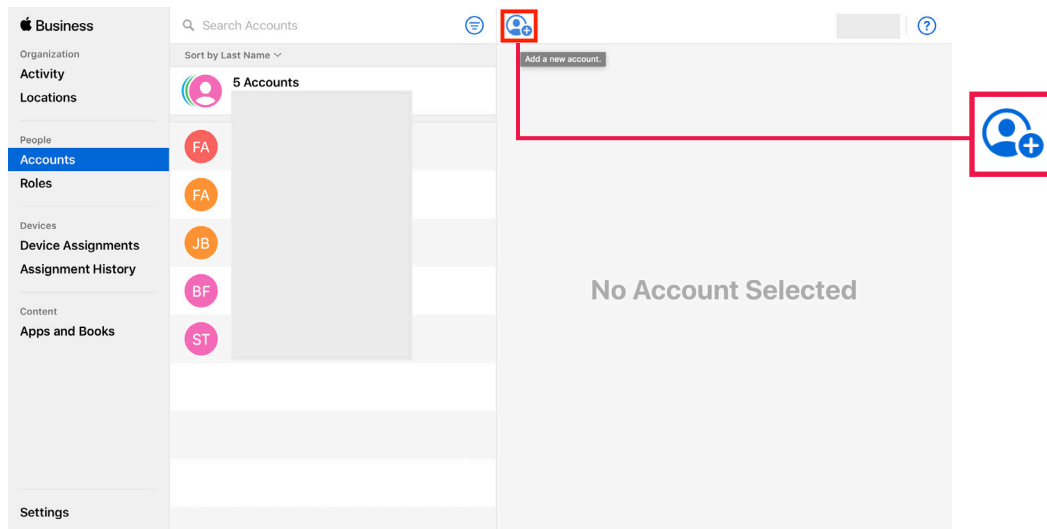 Business
Organization
Activity
Locations
People
Accounts
Roles
Devices
Device Assignments
Assignment History
Content
Apps and Books
Settings
Search Accounts
Sort by Last Name
5 Accounts
FA
FA
JB
BF
ST
Add a new account.
?
No Account Selected